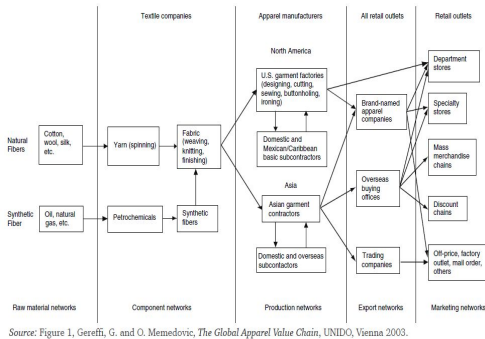 Textile companies
Apparel manufacturers
All retail outlets
Retail outlets
North America
Natural
Fibers
Cotton,
wool, silk,
etc.
Yarn (spinning)
Fabric
(weaving,
knitting,
finishing)
U.S. garment factories
(designing, cutting,
sewing, buttonholing,
ironing)
Domestic and
Mexican/Caribbean
basic subcontractors
Brand-named
apparel
companies
Department
stores
Specialty
stores
Mass
merchandise
chains
Asia
Synthetic
Fiber
Oil, natural
gas, etc.
Petrochemicals
Synthetic
fibers
Asian garment
contractors
Domestic and overseas
subcontactors
Overseas
buying
offices
Trading
companies
Discount
chains
Off-price, factory
outlet, mail order,
others
Raw material networks
Component networks
Production networks
Export networks
Marketing networks
Source: Figure 1, Gereffi, G. and O. Memedovic, The Global Apparel Value Chain, UNIDO, Vienna 2003.